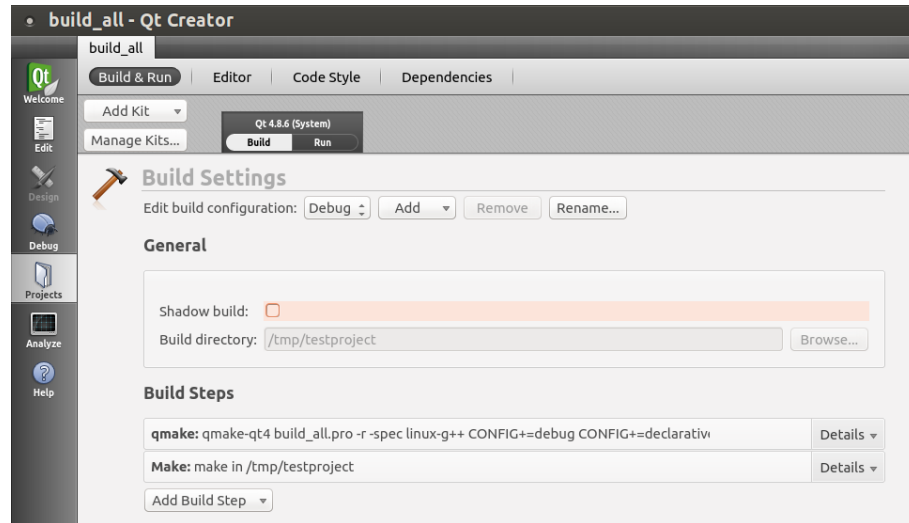 build_all - Qt Creator
build_all
Build & Run Editor Code Style Dependencies
Welcome
Edit
Design
Debug
Projects
Analyze
Help
Add Kit
Manage Kits...
Qt 4.8.6 (System)
Build Run
Build Settings
Edit build configuration: Debug Add Remove Rename...
General
Shadow build:
Build directory: /tmp/testproject Browse...
Build Steps
qmake: qmake-qt4 build_all.pro -r -spec linux-g++ CONFIG+=debug CONFIG+=declarativ Details
Make: make in /tmp/testproject Details
Add Build Step